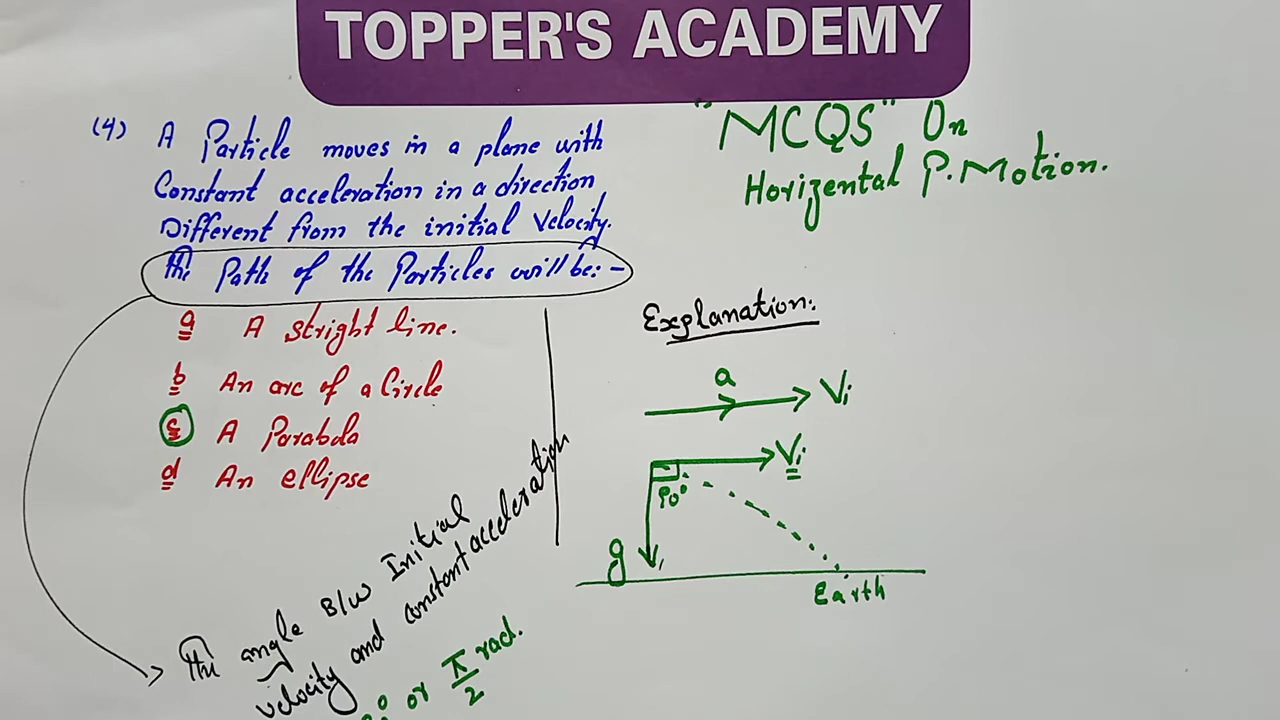 TOPPER'S ACADEMY
"MCQS" On
Horizental P.Motion.
(4) A Particle moves in a plane with
Constant acceleration in a direction
Different from the initial Velocity.
The Path of the Particles will be:-
a A stright line.
b An arc of a Circle
c A Parabola
d An ellipse
Explanation:
a
Vi
Vi
90°
g
Earth
The angle B/W Initial
velocity and constant acceleration
or π/2 rad.